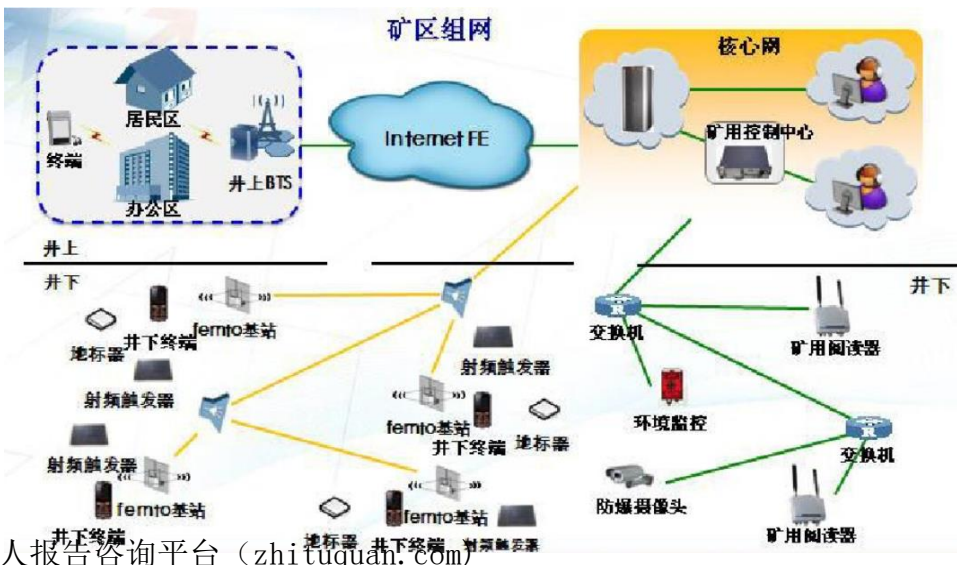 矿区组网
核心网
居民区
终端
井上BTS
办公区
Internet FE
矿用控制中心
井上
井下
井下
femto基站
井下终端
地标器
射频触发器
射频触发器
femto基站
井下终端
地标器
射频触发器
femto基站
井下终端
地标器
femto基站
井下终端
射频触发器
交换机
矿用阅读器
环境监控
交换机
防爆摄像头
矿用阅读器
人报告咨询平台（zhituquan.com）